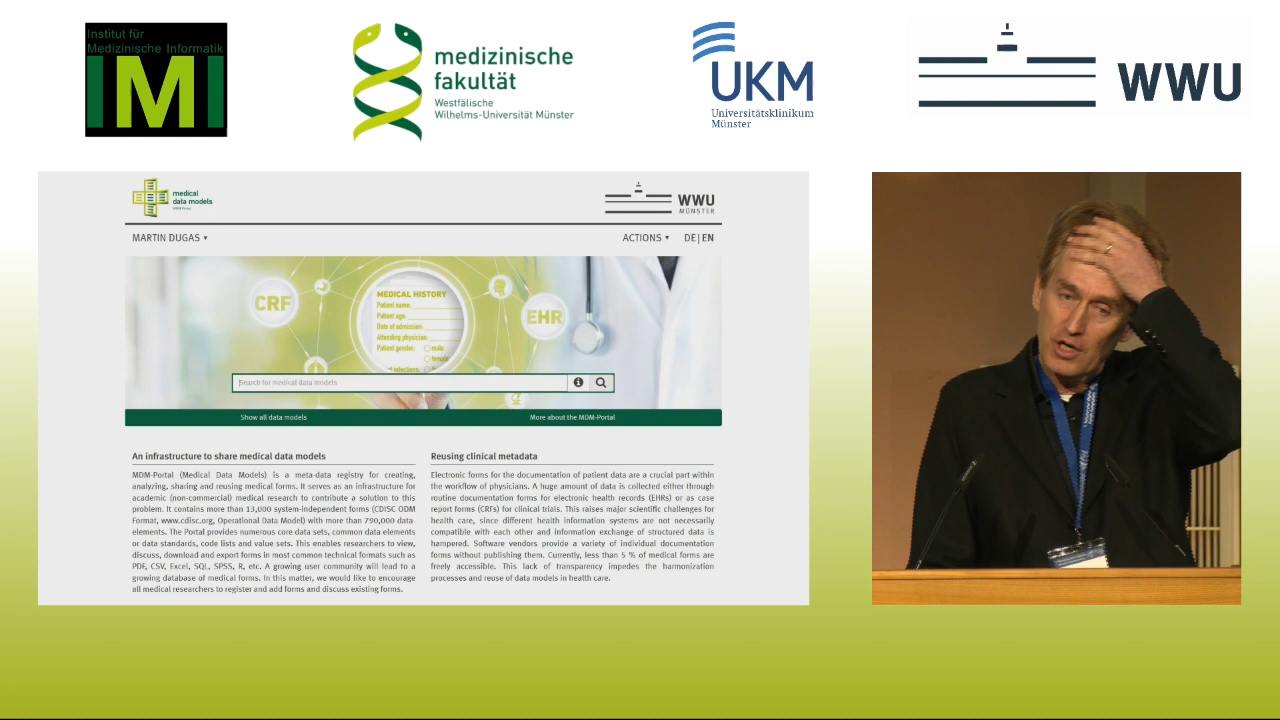 Institut für
Medizinische Informatik
IMI
medizinische
fakultät
Westfälische
Wilhelms-Universität Münster
UKM
Universitätsklinikum
Münster
WWU
medical
data models
WWU
MÜNSTER
MARTIN DUGAS
ACTIONS DE|EN
CRF
MEDICAL HISTORY
Patient name:
Patient age:
Date of admission:
Attending physician:
Patient gender: male
female
EHR
Search for medical data models
Show all data models
More about the MDM-Portal
An infrastructure to share medical data models
MDM-Portal (Medical Data Models) is a meta-data registry for creating,
analyzing, sharing and reusing medical forms. It serves as an infrastructure for
academic (non-commercial) medical research to contribute a solution to this
problem. It contains more than 13,000 system-independent forms (CDISC ODM
Format, www.cdisc.org, Operational Data Model) with more than 790,000 data-
elements. The Portal provides numerous core data sets, common data elements
or data standards, code lists and value sets. This enables researchers to view,
discuss, download and export forms in most common technical formats such as
PDF, CSV, Excel, SQL, SPSS, R, etc. A growing user community will lead to a
growing database of medical forms. In this matter, we would like to encourage
all medical researchers to register and add forms and discuss existing forms.
Reusing clinical metadata
Electronic forms for the documentation of patient data are a crucial part within
the workflow of physicians. A huge amount of data is collected either through
routine documentation forms for electronic health records (EHRs) or as case
report forms (CRFs) for clinical trials. This raises major scientific challenges for
health care, since different health information systems are not necessarily
compatible with each other and information exchange of structured data is
hampered. Software vendors provide a variety of individual documentation
forms without publishing them. Currently, less than 5 % of medical forms are
freely accessible. This lack of transparency impedes the harmonization
processes and reuse of data models in health care.